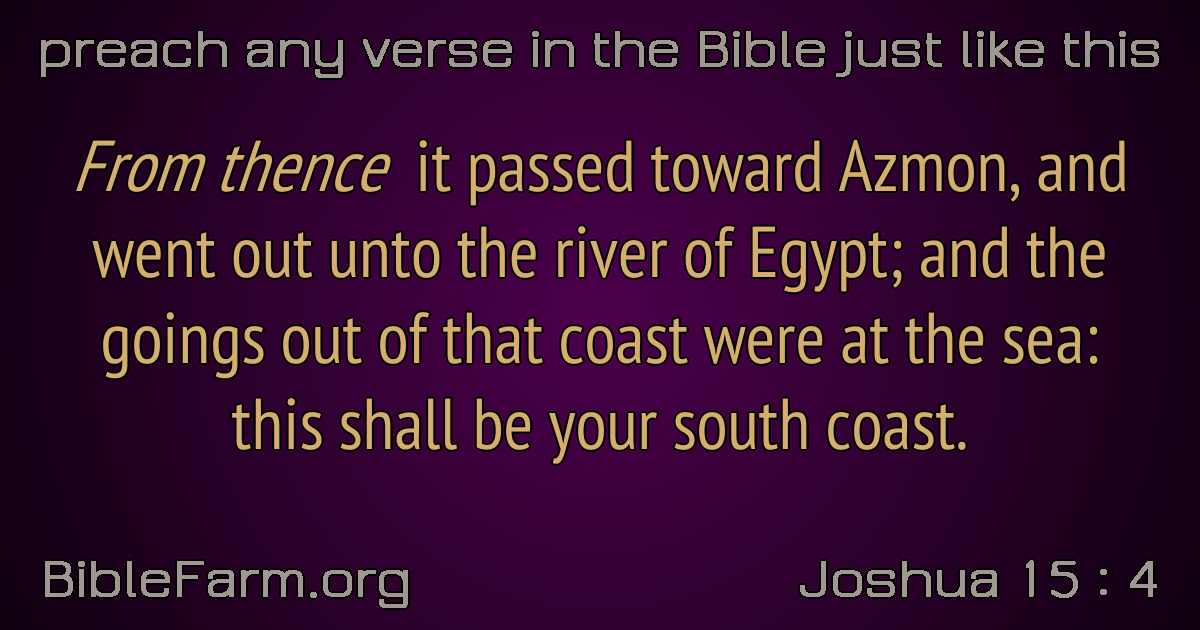 preach any verse in the Bible just like this
From thence it passed toward Azmon, and
went out unto the river of Egypt; and the
goings out of that coast were at the sea:
this shall be your south coast.
BibleFarm.org
Joshua 15 : 4